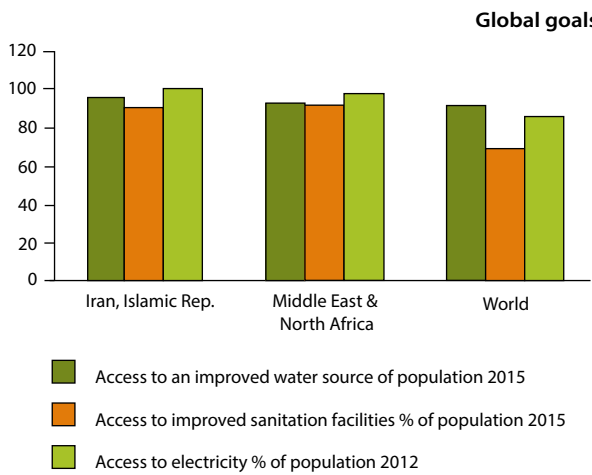 Global goals
120
100
80
60
40
20
0
Iran, Islamic Rep.
Middle East &
North Africa
World
Access to an improved water source of population 2015
Access to improved sanitation facilities % of population 2015
Access to electricity % of population 2012